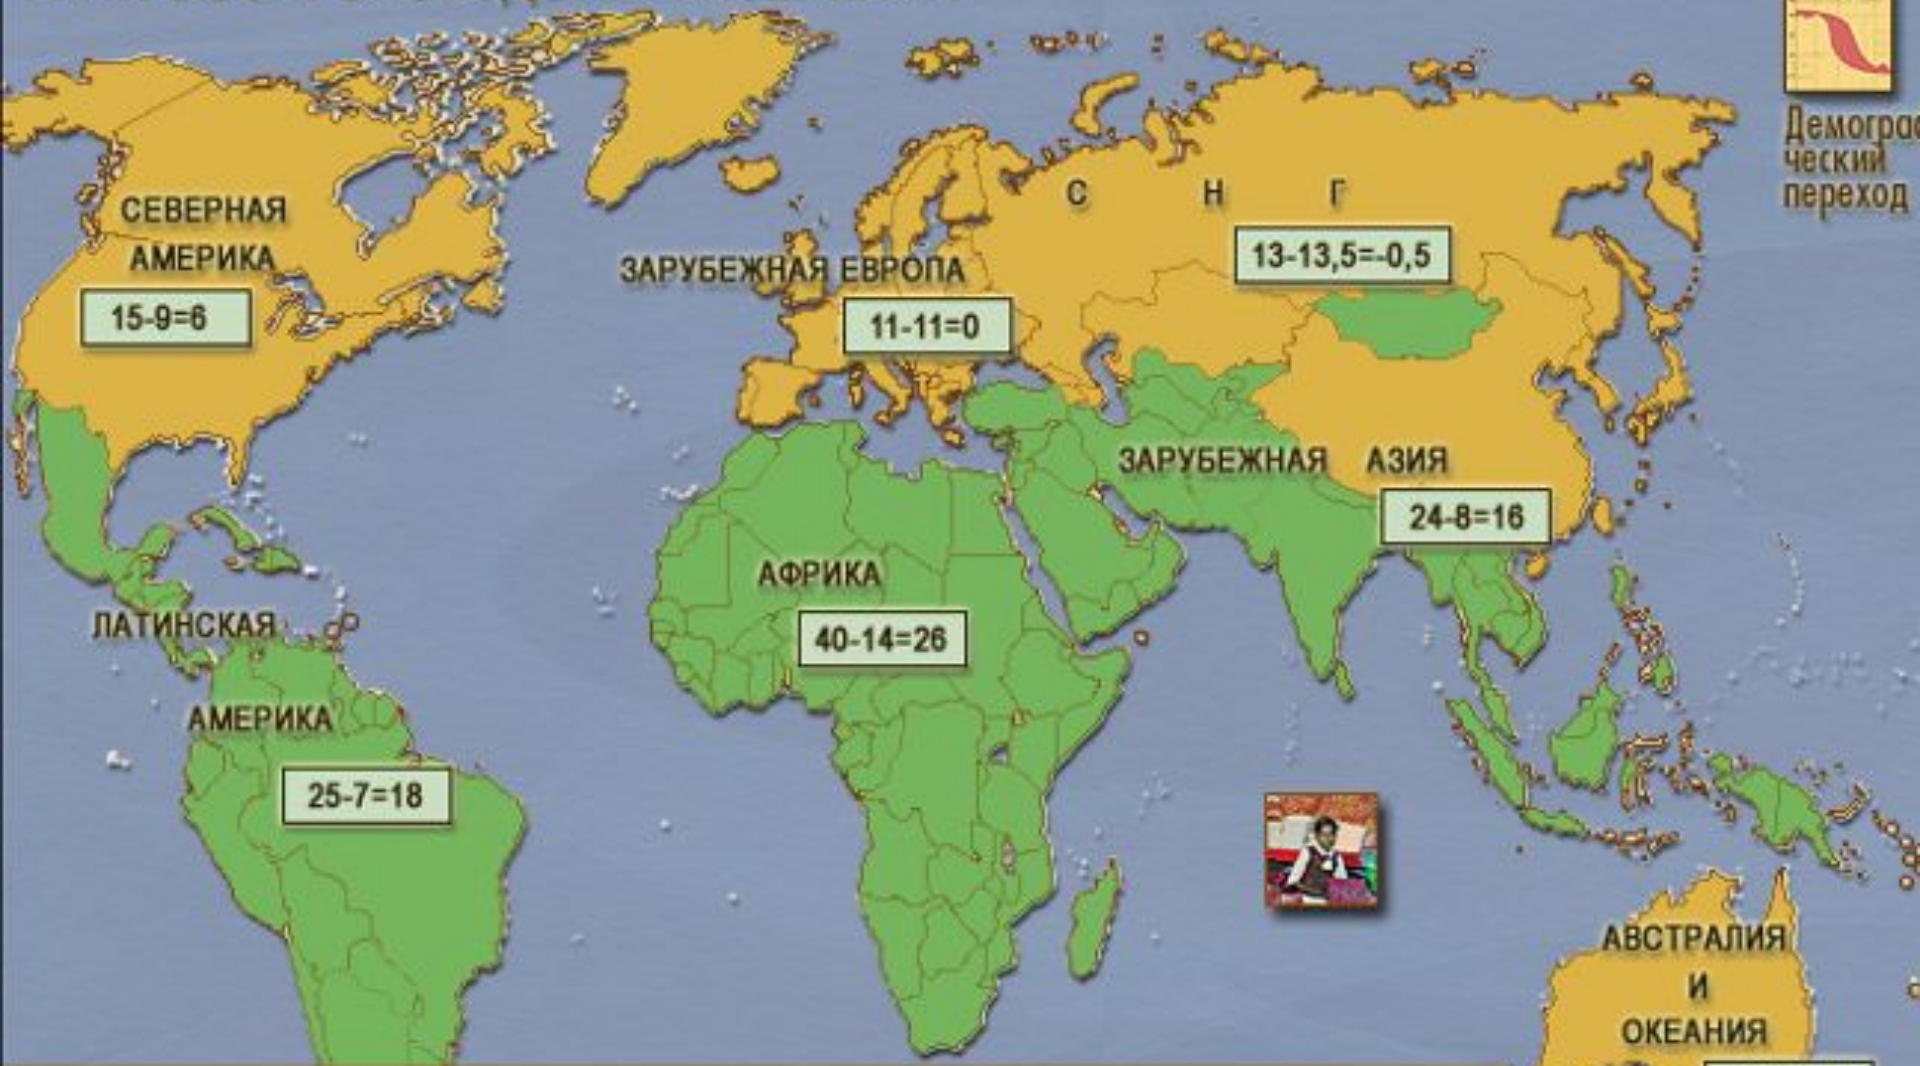 Демограф
ческий
переход
СЕВЕРНАЯ
АМЕРИКА
15-9=6
С Н Г
13-13,5=-0,5
ЗАРУБЕЖНАЯ ЕВРОПА
11-11=0
ЗАРУБЕЖНАЯ АЗИЯ
24-8=16
АФРИКА
40-14=26
ЛАТИНСКАЯ
АМЕРИКА
25-7=18
АВСТРАЛИЯ
И
ОКЕАНИЯ